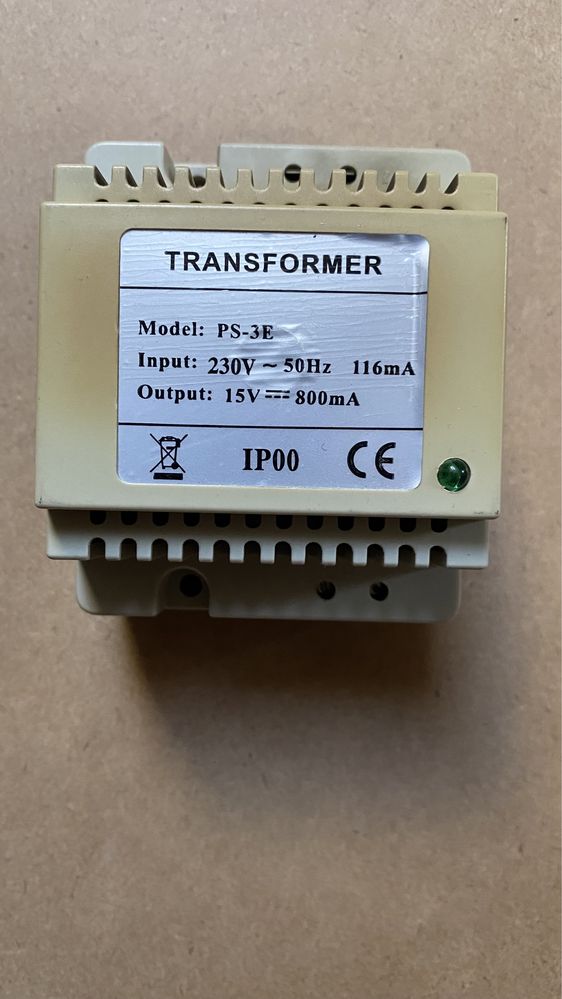 TRANSFORMER
Model: PS-3E
Input: 230V ~ 50Hz 116mA
Output: 15V ⎓ 800mA
IP00 CE